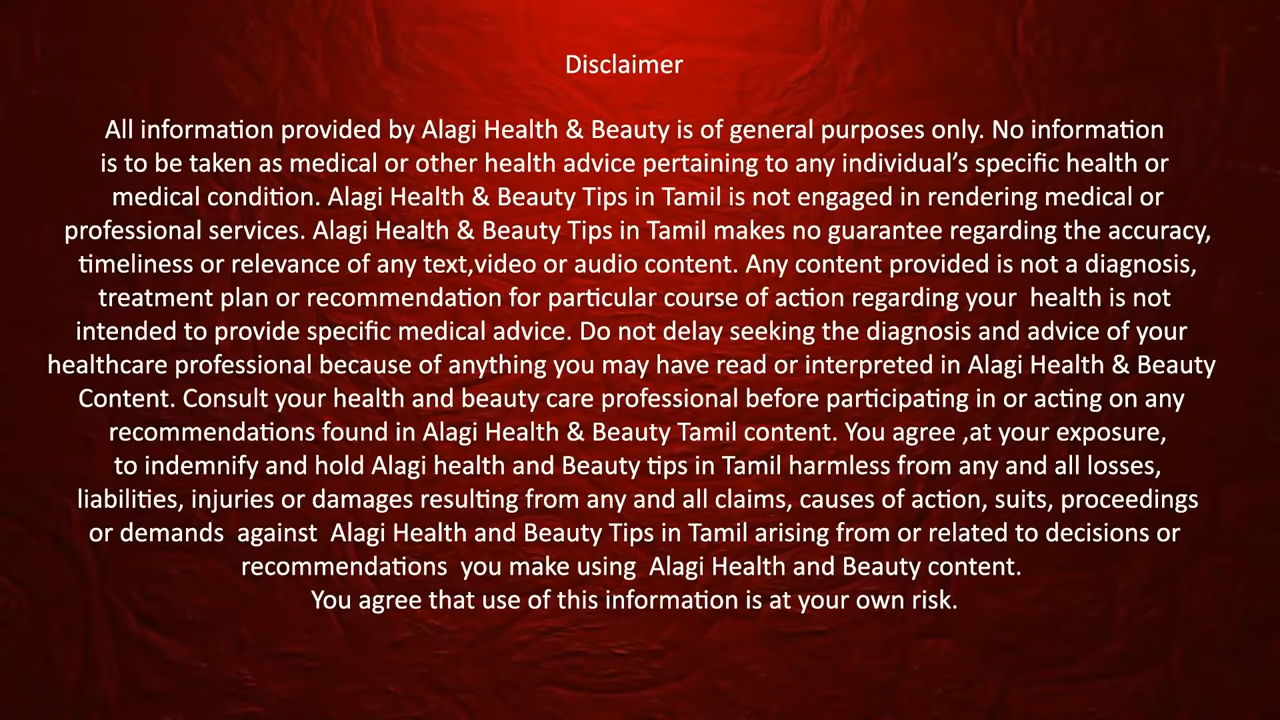 Disclaimer
All information provided by Alagi Health & Beauty is of general purposes only. No information
is to be taken as medical or other health advice pertaining to any individual’s specific health or
medical condition. Alagi Health & Beauty Tips in Tamil is not engaged in rendering medical or
professional services. Alagi Health & Beauty Tips in Tamil makes no guarantee regarding the accuracy,
timeliness or relevance of any text,video or audio content. Any content provided is not a diagnosis,
treatment plan or recommendation for particular course of action regarding your  health is not
intended to provide specific medical advice. Do not delay seeking the diagnosis and advice of your
healthcare professional because of anything you may have read or interpreted in Alagi Health & Beauty
Content. Consult your health and beauty care professional before participating in or acting on any
recommendations found in Alagi Health & Beauty Tamil content. You agree ,at your exposure,
to indemnify and hold Alagi health and Beauty tips in Tamil harmless from any and all losses,
liabilities, injuries or damages resulting from any and all claims, causes of action, suits, proceedings
or demands  against  Alagi Health and Beauty Tips in Tamil arising from or related to decisions or
recommendations  you make using  Alagi Health and Beauty content.
You agree that use of this information is at your own risk.